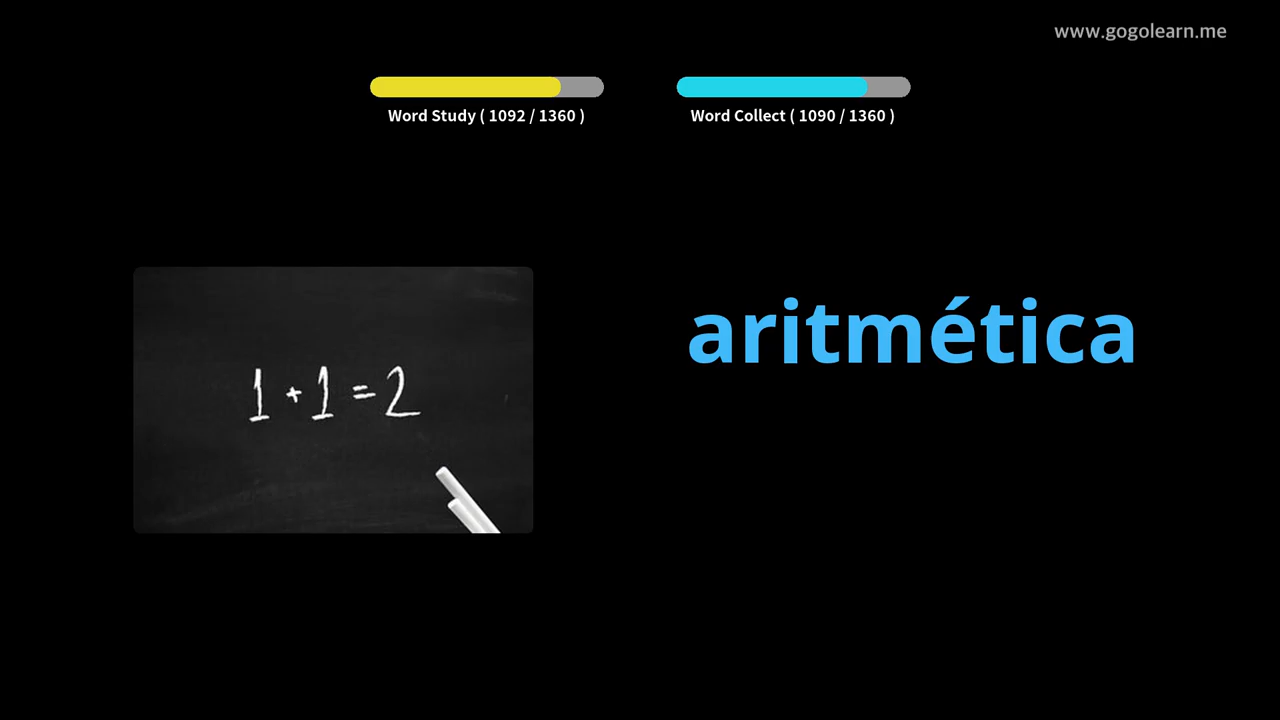 www.gogolearn.me
Word Study ( 1092 / 1360 )
Word Collect ( 1090 / 1360 )
aritmética
1 + 1 = 2